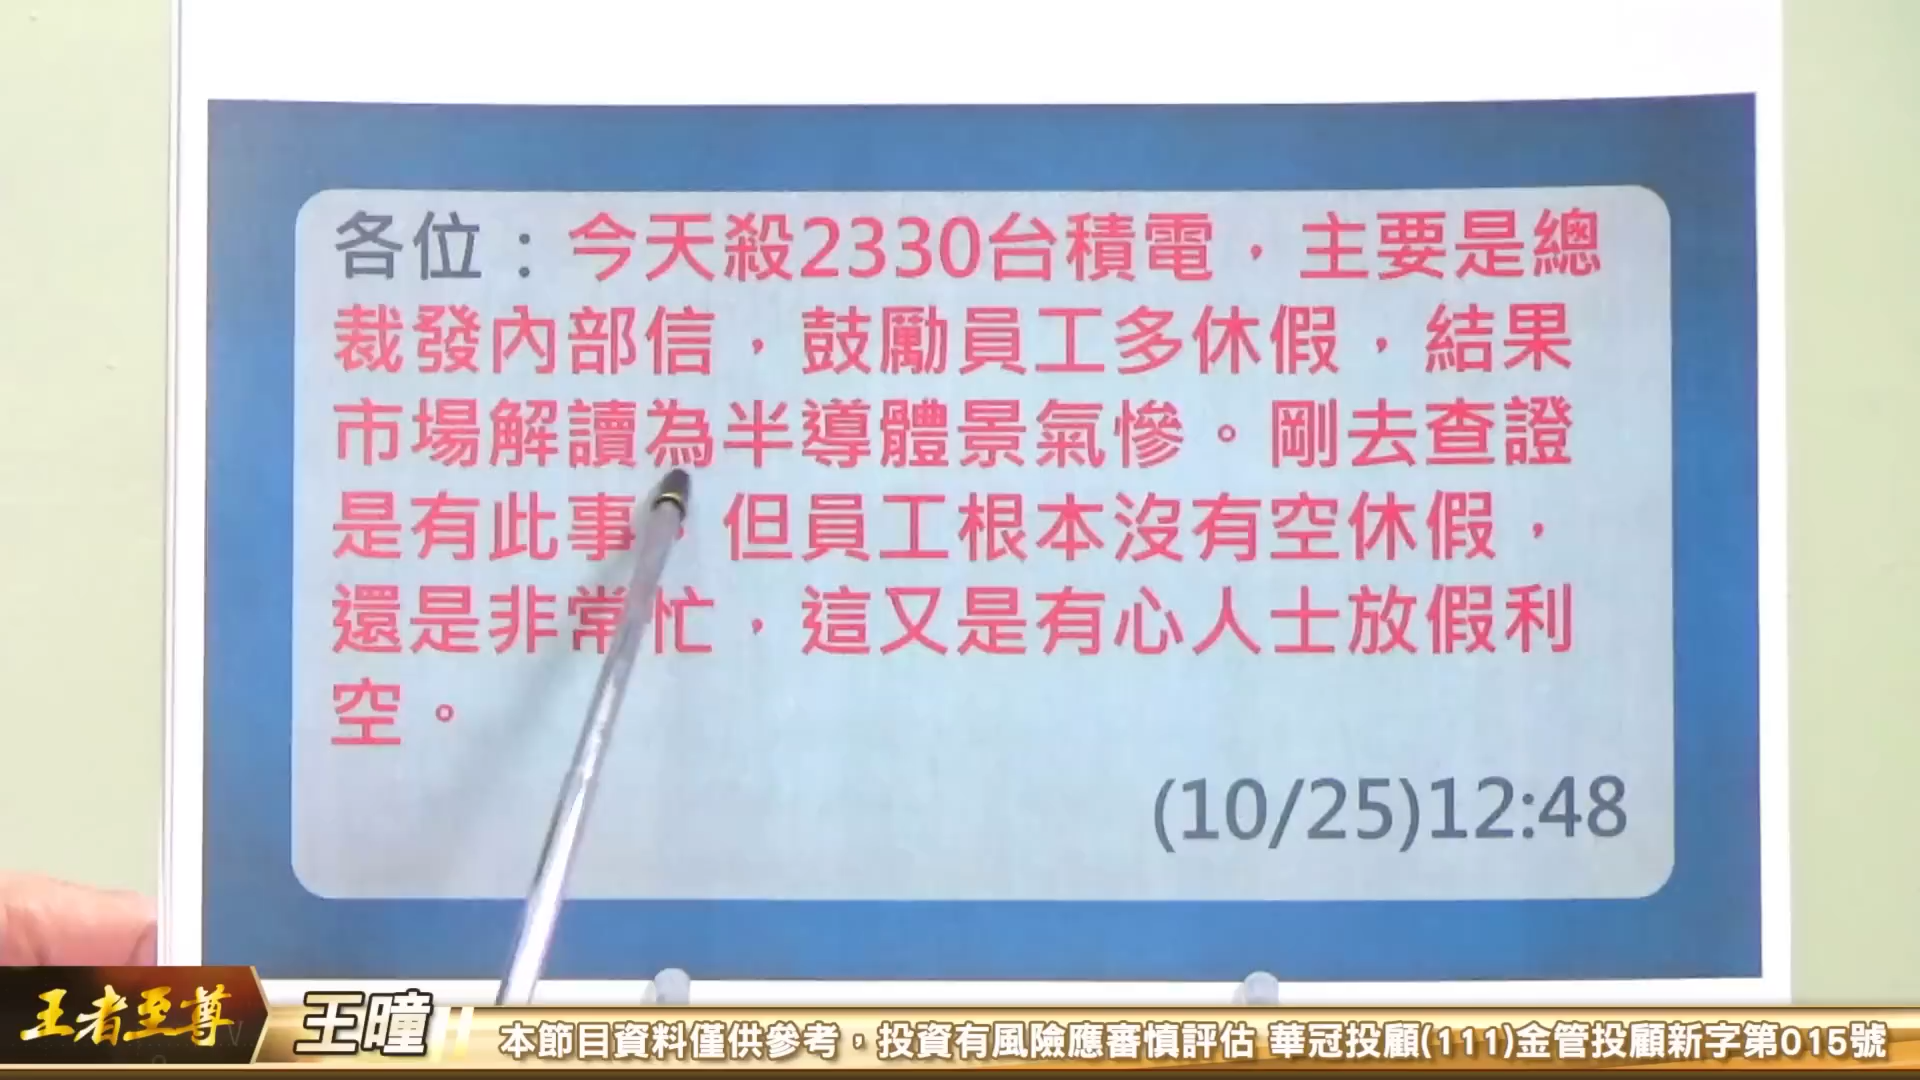 各位：今天殺2330台積電，主要是總
裁發內部信，鼓勵員工多休假，結果
市場解讀為半導體景氣慘。剛去查證
是有此事，但員工根本沒有空休假，
還是非常忙，這又是有心人士放假利
空。
(10/25)12:48
王者至尊
王曈
本節目資料僅供參考，投資有風險應審慎評估 華冠投顧(111)金管投顧新字第015號